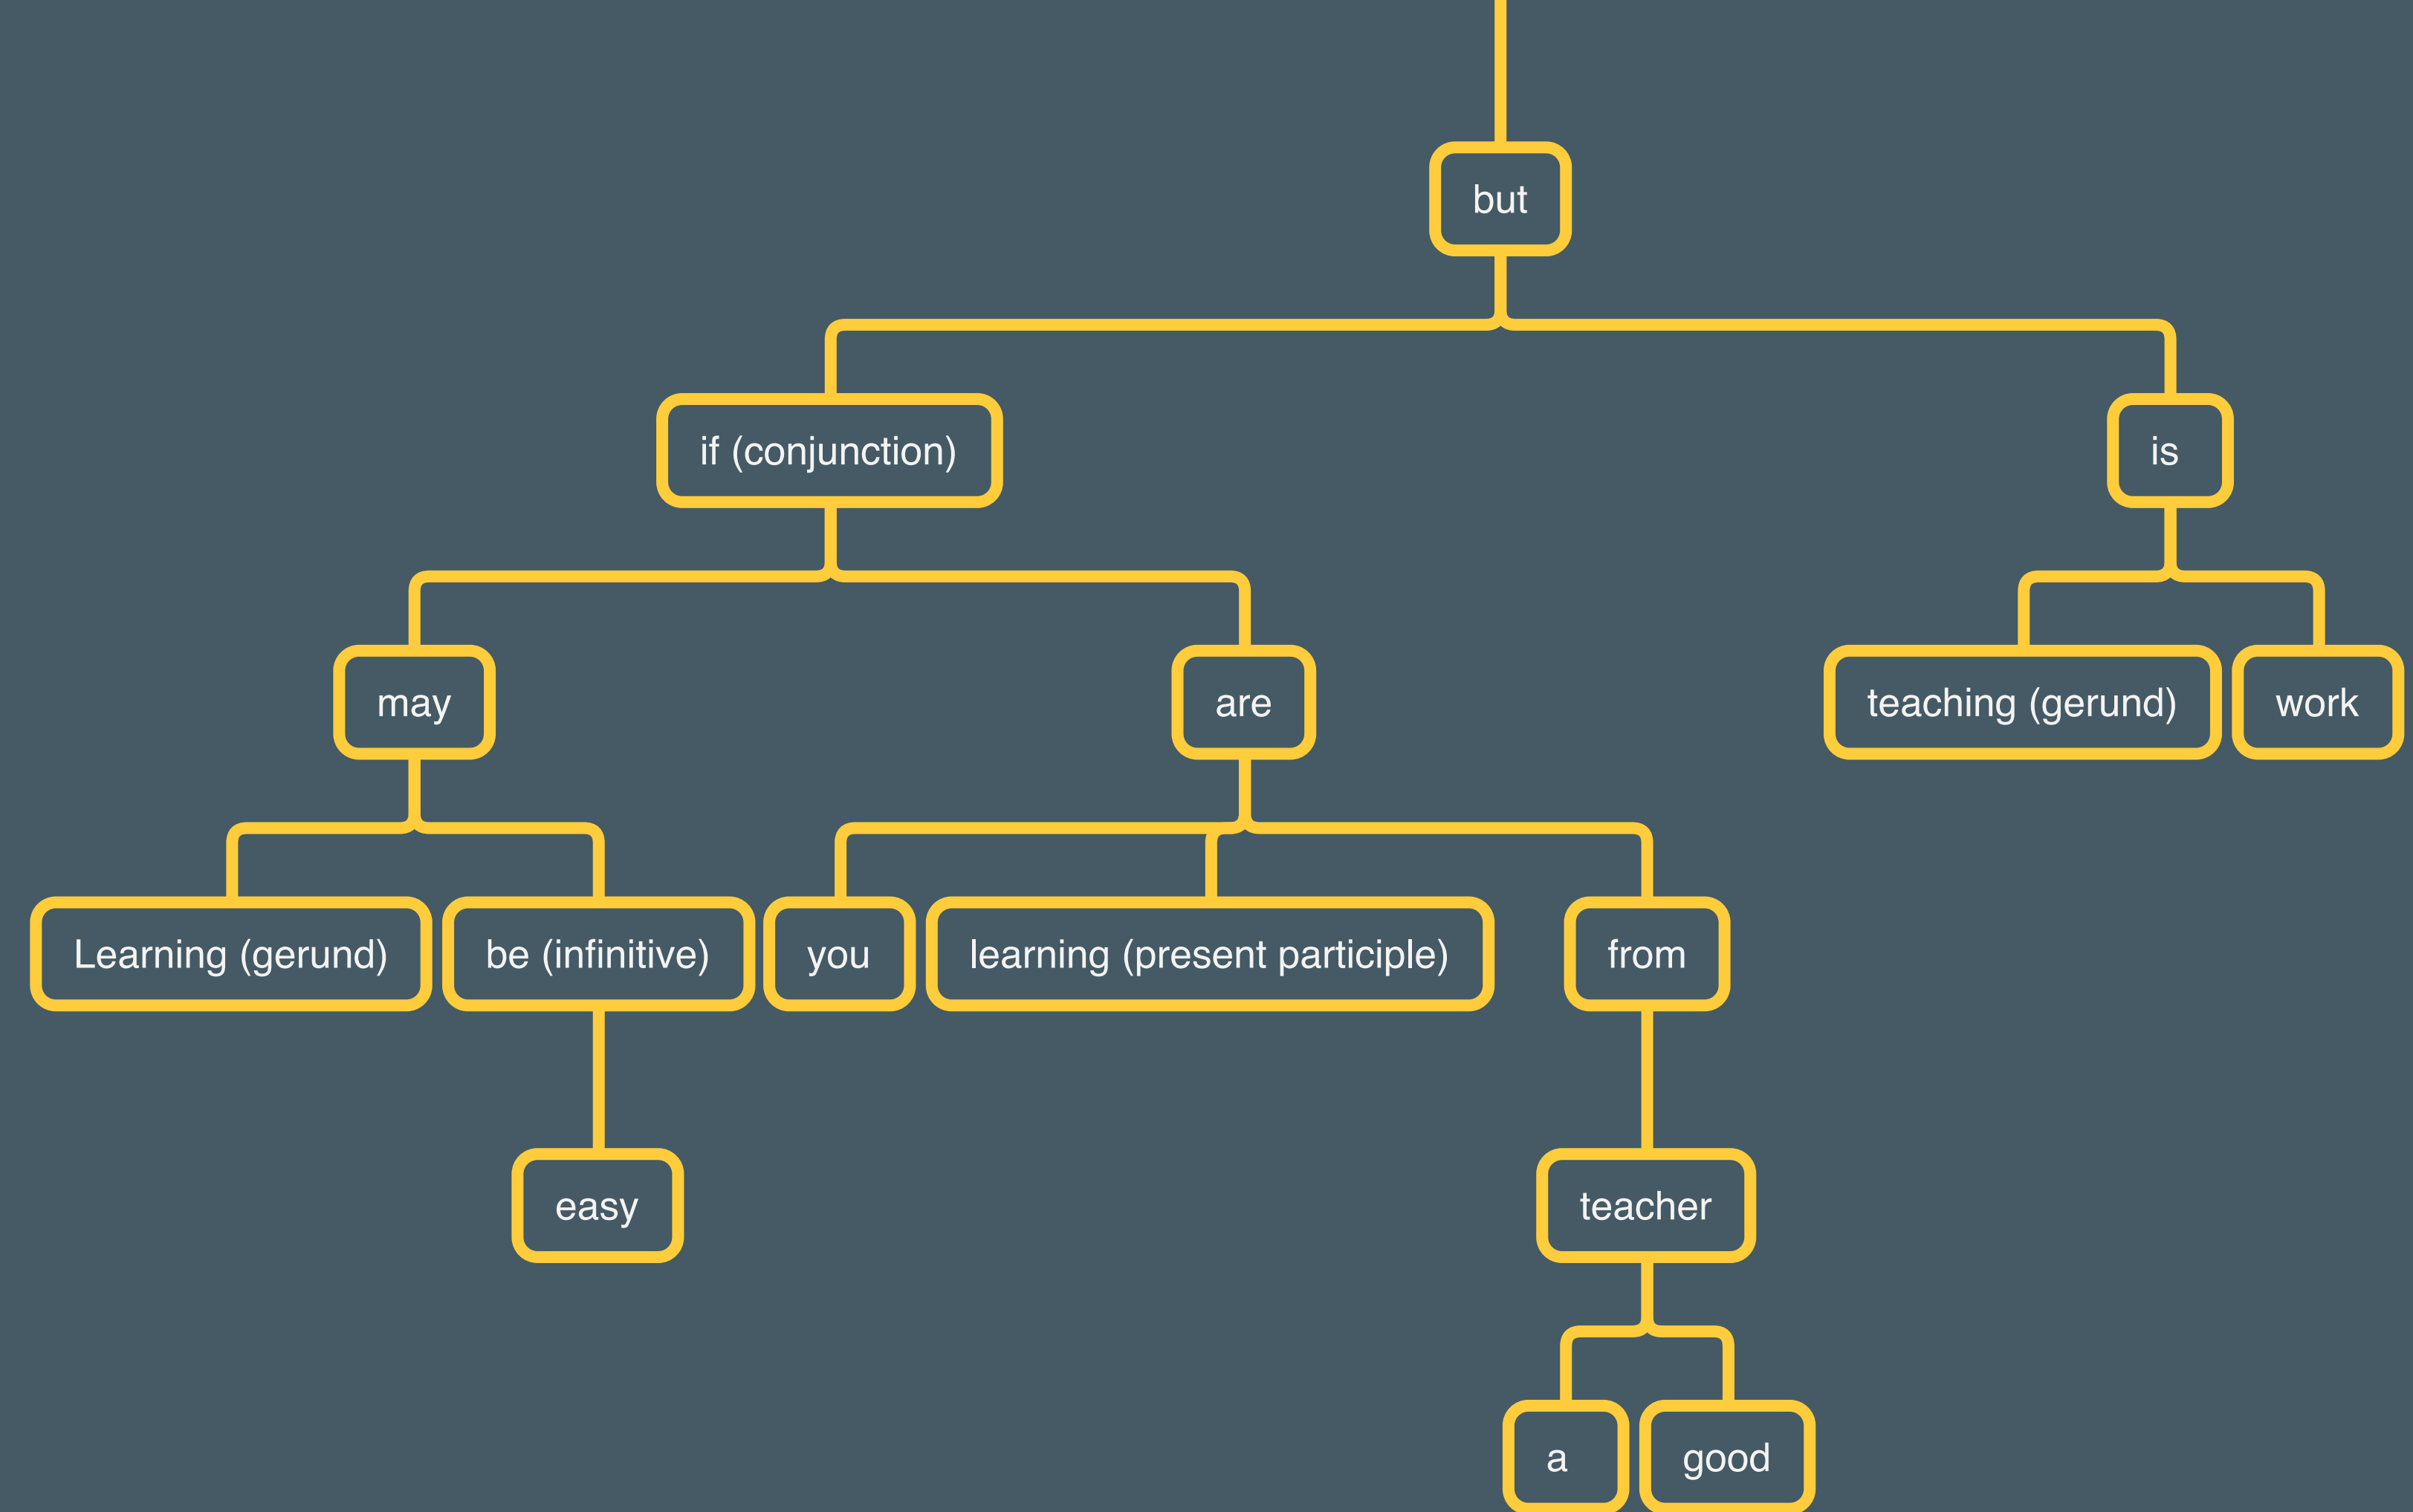 but
if (conjunction)
is
may
are
teaching (gerund)
work
Learning (gerund)
be (infinitive)
you
learning (present participle)
from
easy
teacher
a
good